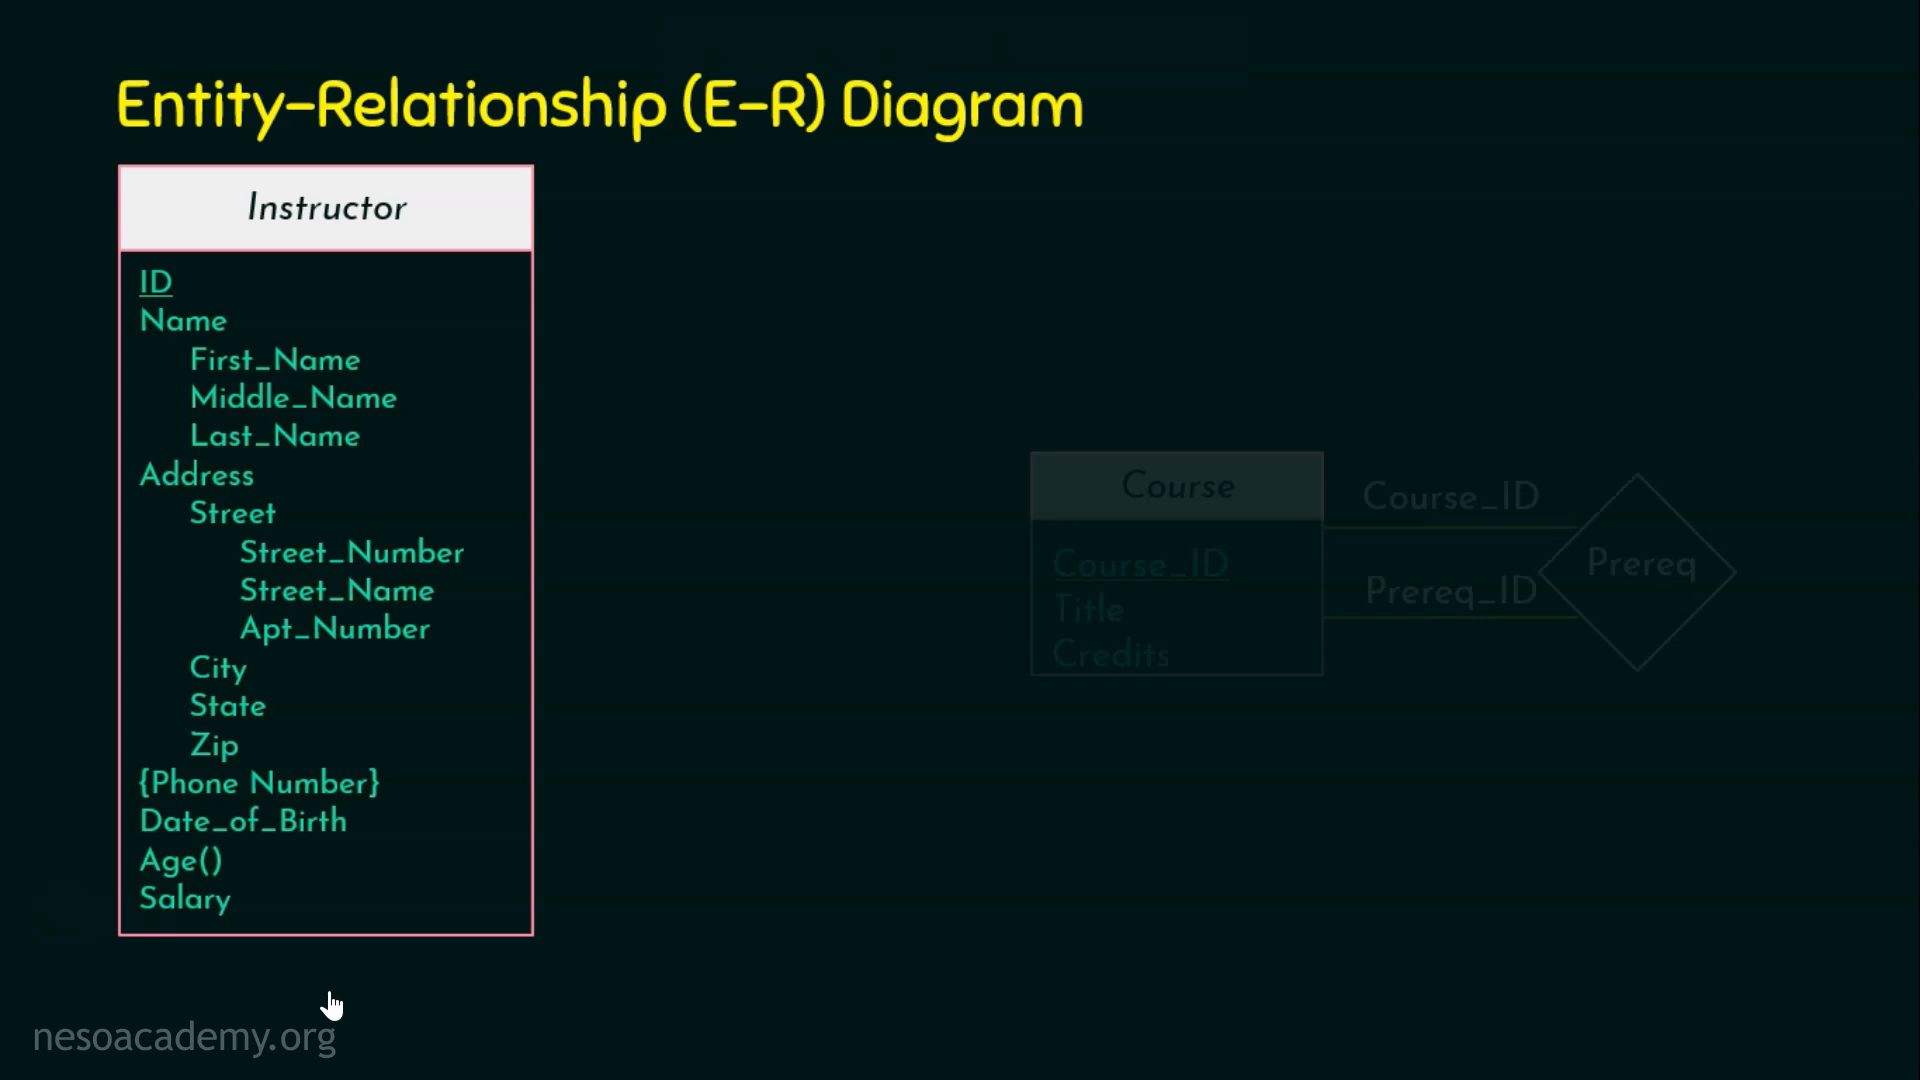 Entity-Relationship (E-R) Diagram
Instructor
ID
Name
First_Name
Middle_Name
Last_Name
Address
Street
Street_Number
Street_Name
Apt_Number
City
State
Zip
{Phone Number}
Date_of_Birth
Age()
Salary
Course
Course_ID
Title
Credits
Course_ID
Prereq_ID
Prereq
nesoacademy.org